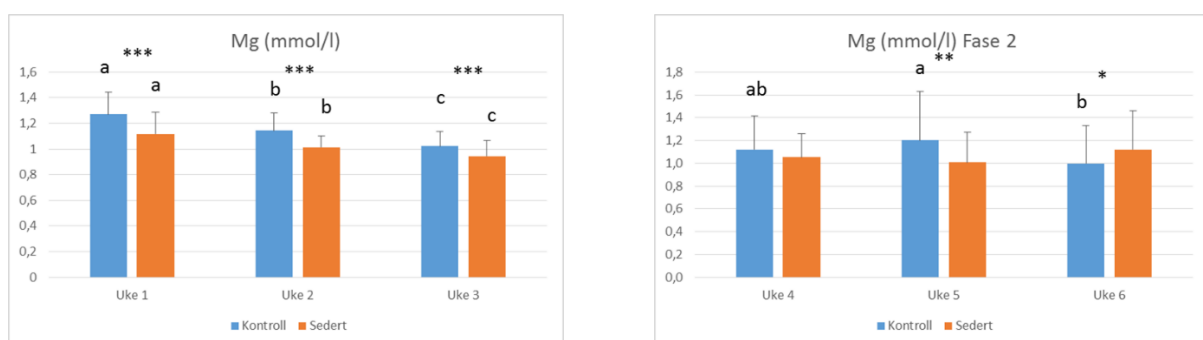 Mg (mmol/l)
***
***
***
a
a
b
b
c
c
1,6
1,4
1,2
1
0,8
0,6
0,4
0,2
0
Uke 1
Uke 2
Uke 3
Kontroll
Sedert
Mg (mmol/l) Fase 2
**
*
ab
a
b
1,8
1,6
1,4
1,2
1,0
0,8
0,6
0,4
0,2
0,0
Uke 4
Uke 5
Uke 6
Kontroll
Sedert